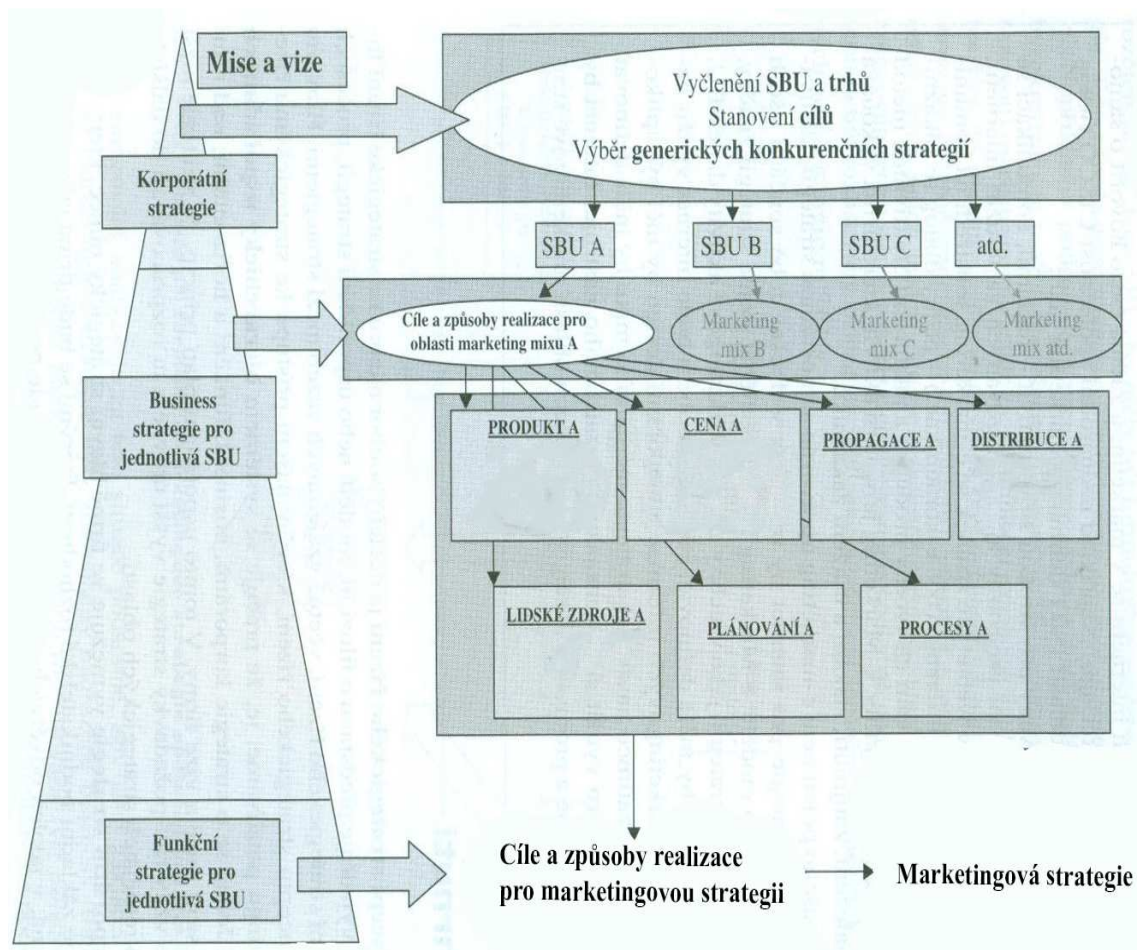 Mise a vize
Vyčlenění SBU a trhů
Stanovení cílů
Výběr generických konkurenčních strategií
Korporátní
strategie
SBU A
SBU B
SBU C
atd.
Cíle a způsoby realizace pro
oblasti marketing mixu A
Marketing
mix B
Marketing
mix C
Marketing
mix atd.
Business
strategie pro
jednotlivá SBU
PRODUKT A
CENA A
PROPAGACE A
DISTRIBUCE A
LIDSKÉ ZDROJE A
PLÁNOVÁNÍ A
PROCESY A
Funkční
strategie pro
jednotlivá SBU
Cíle a způsoby realizace
pro marketingovou strategii
Marketingová strategie